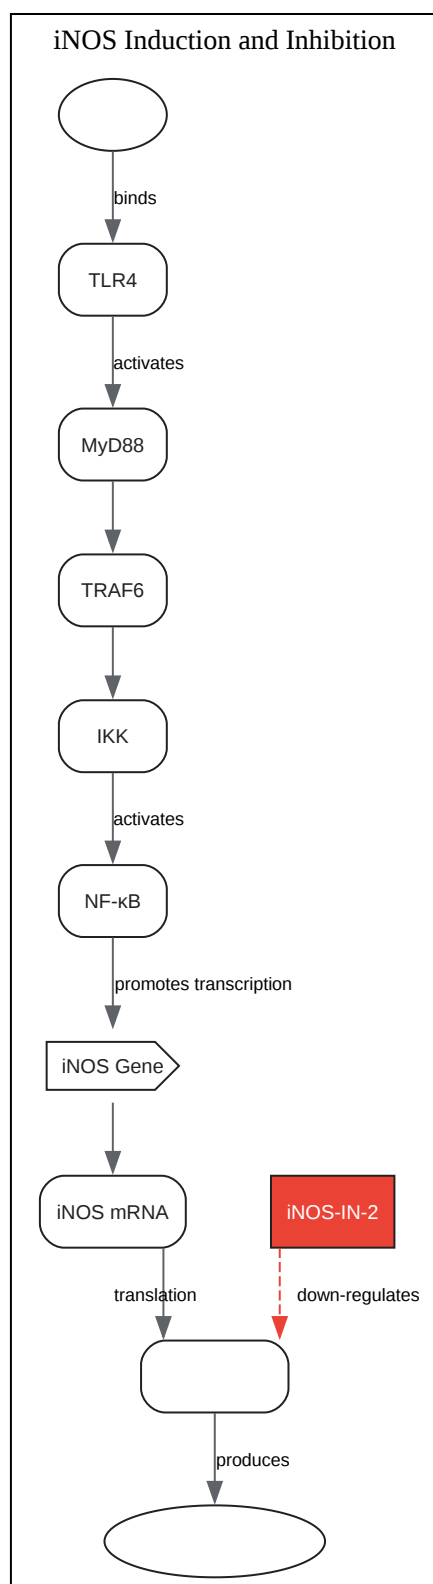 iNOS Induction and Inhibition
binds
TLR4
activates
MyD88
TRAF6
IKK
activates
NF-κB
promotes transcription
iNOS Gene
iNOS mRNA
iNOS-IN-2
translation
down-regulates
produces